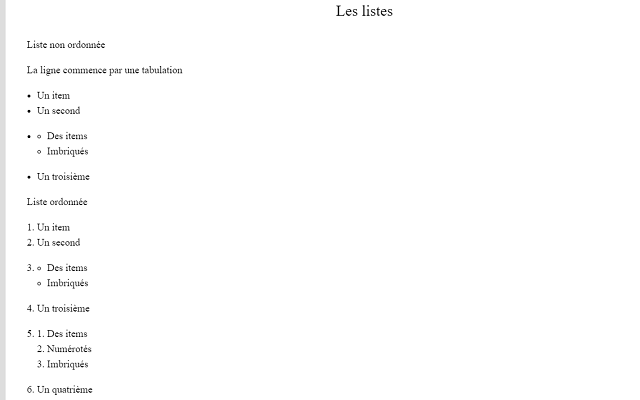 Les listes
Liste non ordonnée
La ligne commence par une tabulation
• Un item
• Un second
• ◦ Des items
◦ Imbriqués
• Un troisième
Liste ordonnée
1. Un item
2. Un second
3. ◦ Des items
◦ Imbriqués
4. Un troisième
5. 1. Des items
2. Numérotés
3. Imbriqués
6. Un quatrième